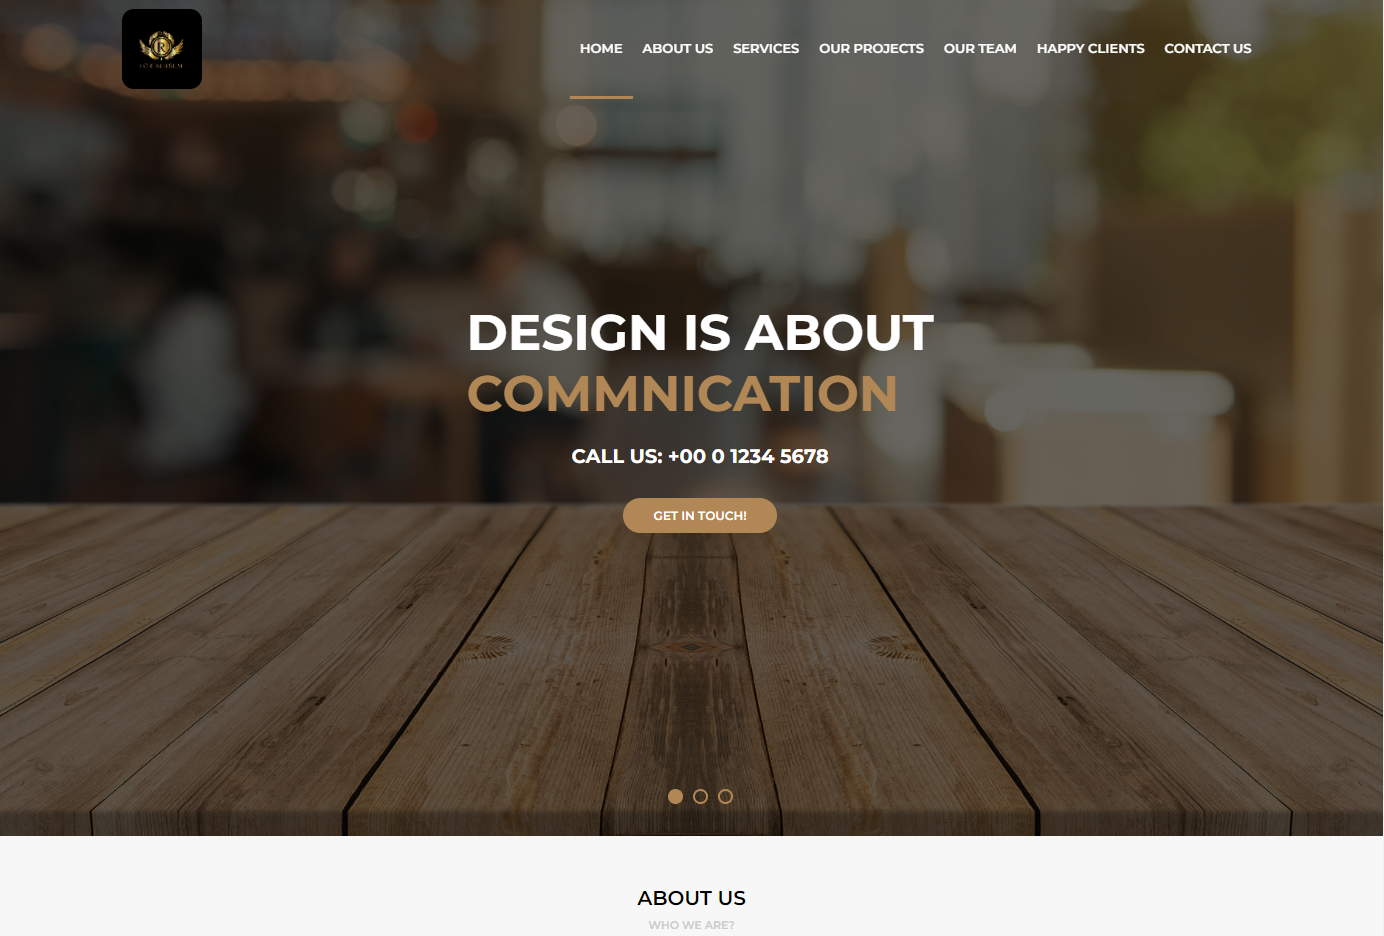 HOME ABOUT US SERVICES OUR PROJECTS OUR TEAM HAPPY CLIENTS CONTACT US
DESIGN IS ABOUT
COMMNICATION
CALL US: +00 0 1234 5678
GET IN TOUCH!
ABOUT US
WHO WE ARE?